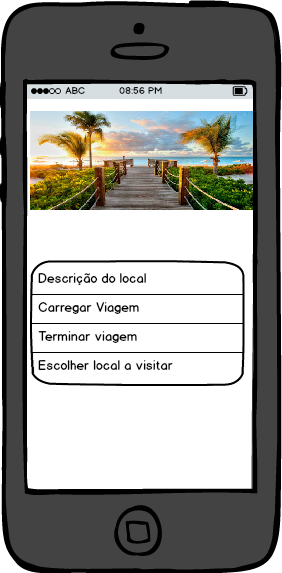 ABC 08:56 PM
Descrição do local
Carregar Viagem
Terminar viagem
Escolher local a visitar